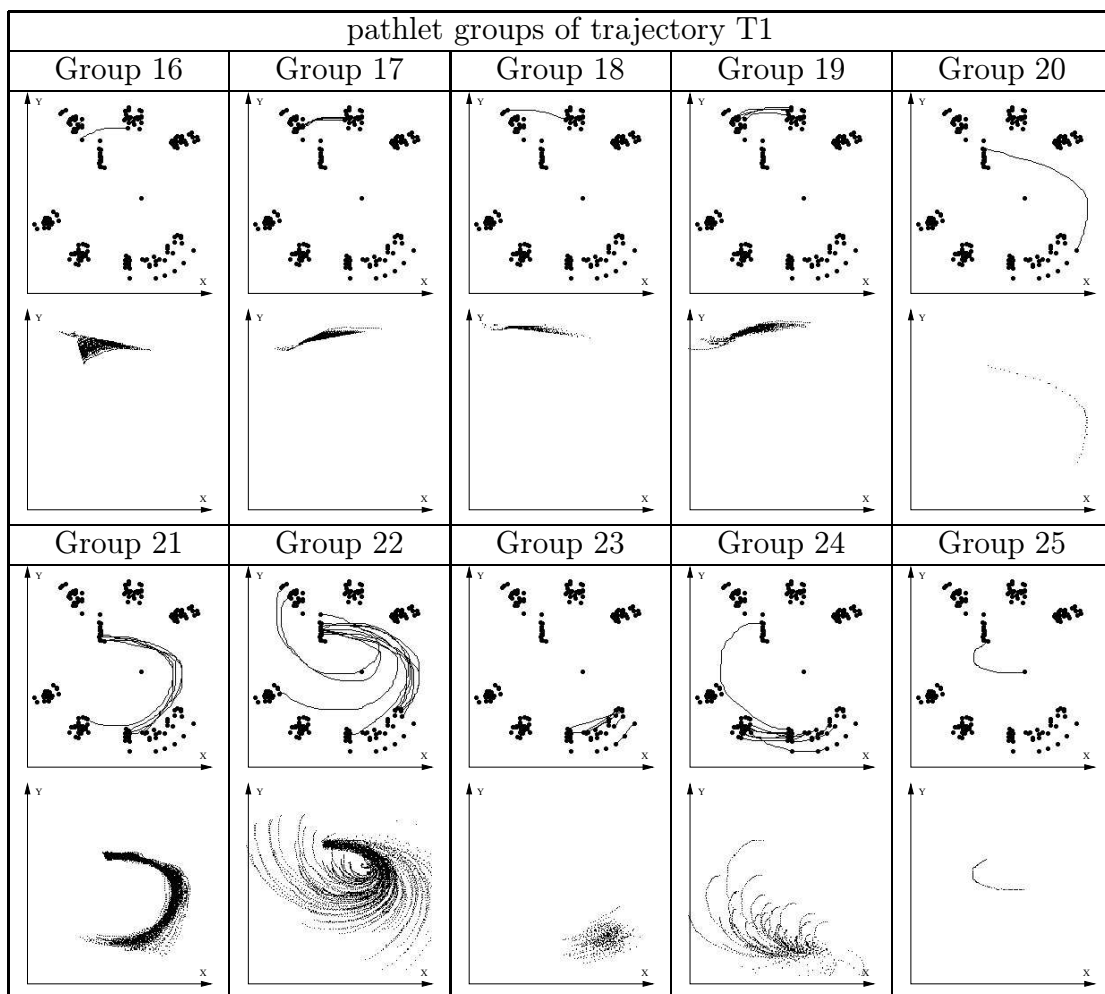 pathlet groups of trajectory T1
Group 16 Group 17 Group 18 Group 19 Group 20
Y Y Y Y Y
X X X X X
Y Y Y Y Y
X X X X X
Group 21 Group 22 Group 23 Group 24 Group 25
Y Y Y Y Y
X X X X X
Y Y Y Y Y
X X X X X